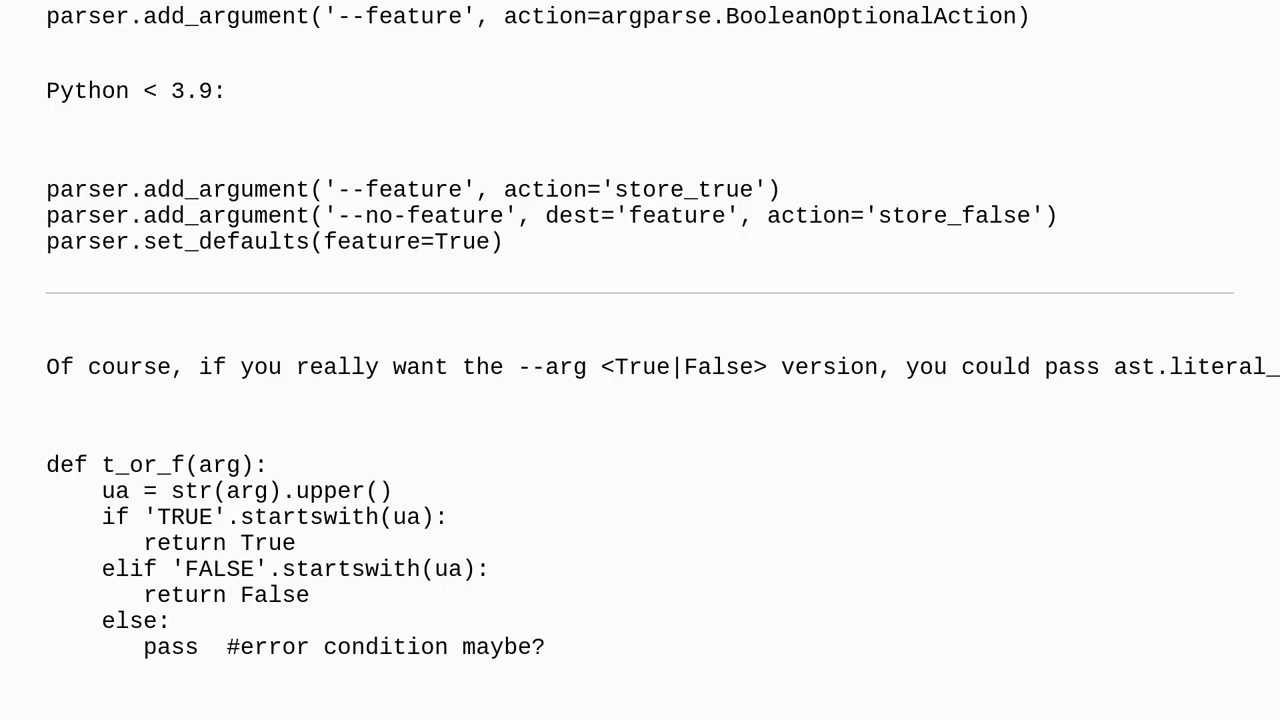 parser.add_argument('--feature', action=argparse.BooleanOptionalAction)
Python < 3.9:
parser.add_argument('--feature', action='store_true')
parser.add_argument('--no-feature', dest='feature', action='store_false')
parser.set_defaults(feature=True)
Of course, if you really want the --arg <True|False> version, you could pass ast.literal_
def t_or_f(arg):
    ua = str(arg).upper()
    if 'TRUE'.startswith(ua):
       return True
    elif 'FALSE'.startswith(ua):
       return False
    else:
       pass  #error condition maybe?